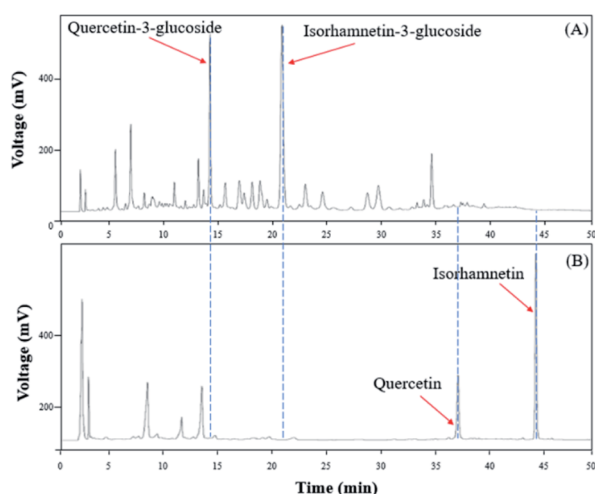 Quercetin-3-glucoside
Isorhamnetin-3-glucoside
(A)
Voltage (mV)
400
200
0 5 10 15 20 25 30 35 40 45 50
(B)
Isorhamnetin
Quercetin
Voltage (mV)
400
200
0 5 10 15 20 25 30 35 40 45 50
Time (min)